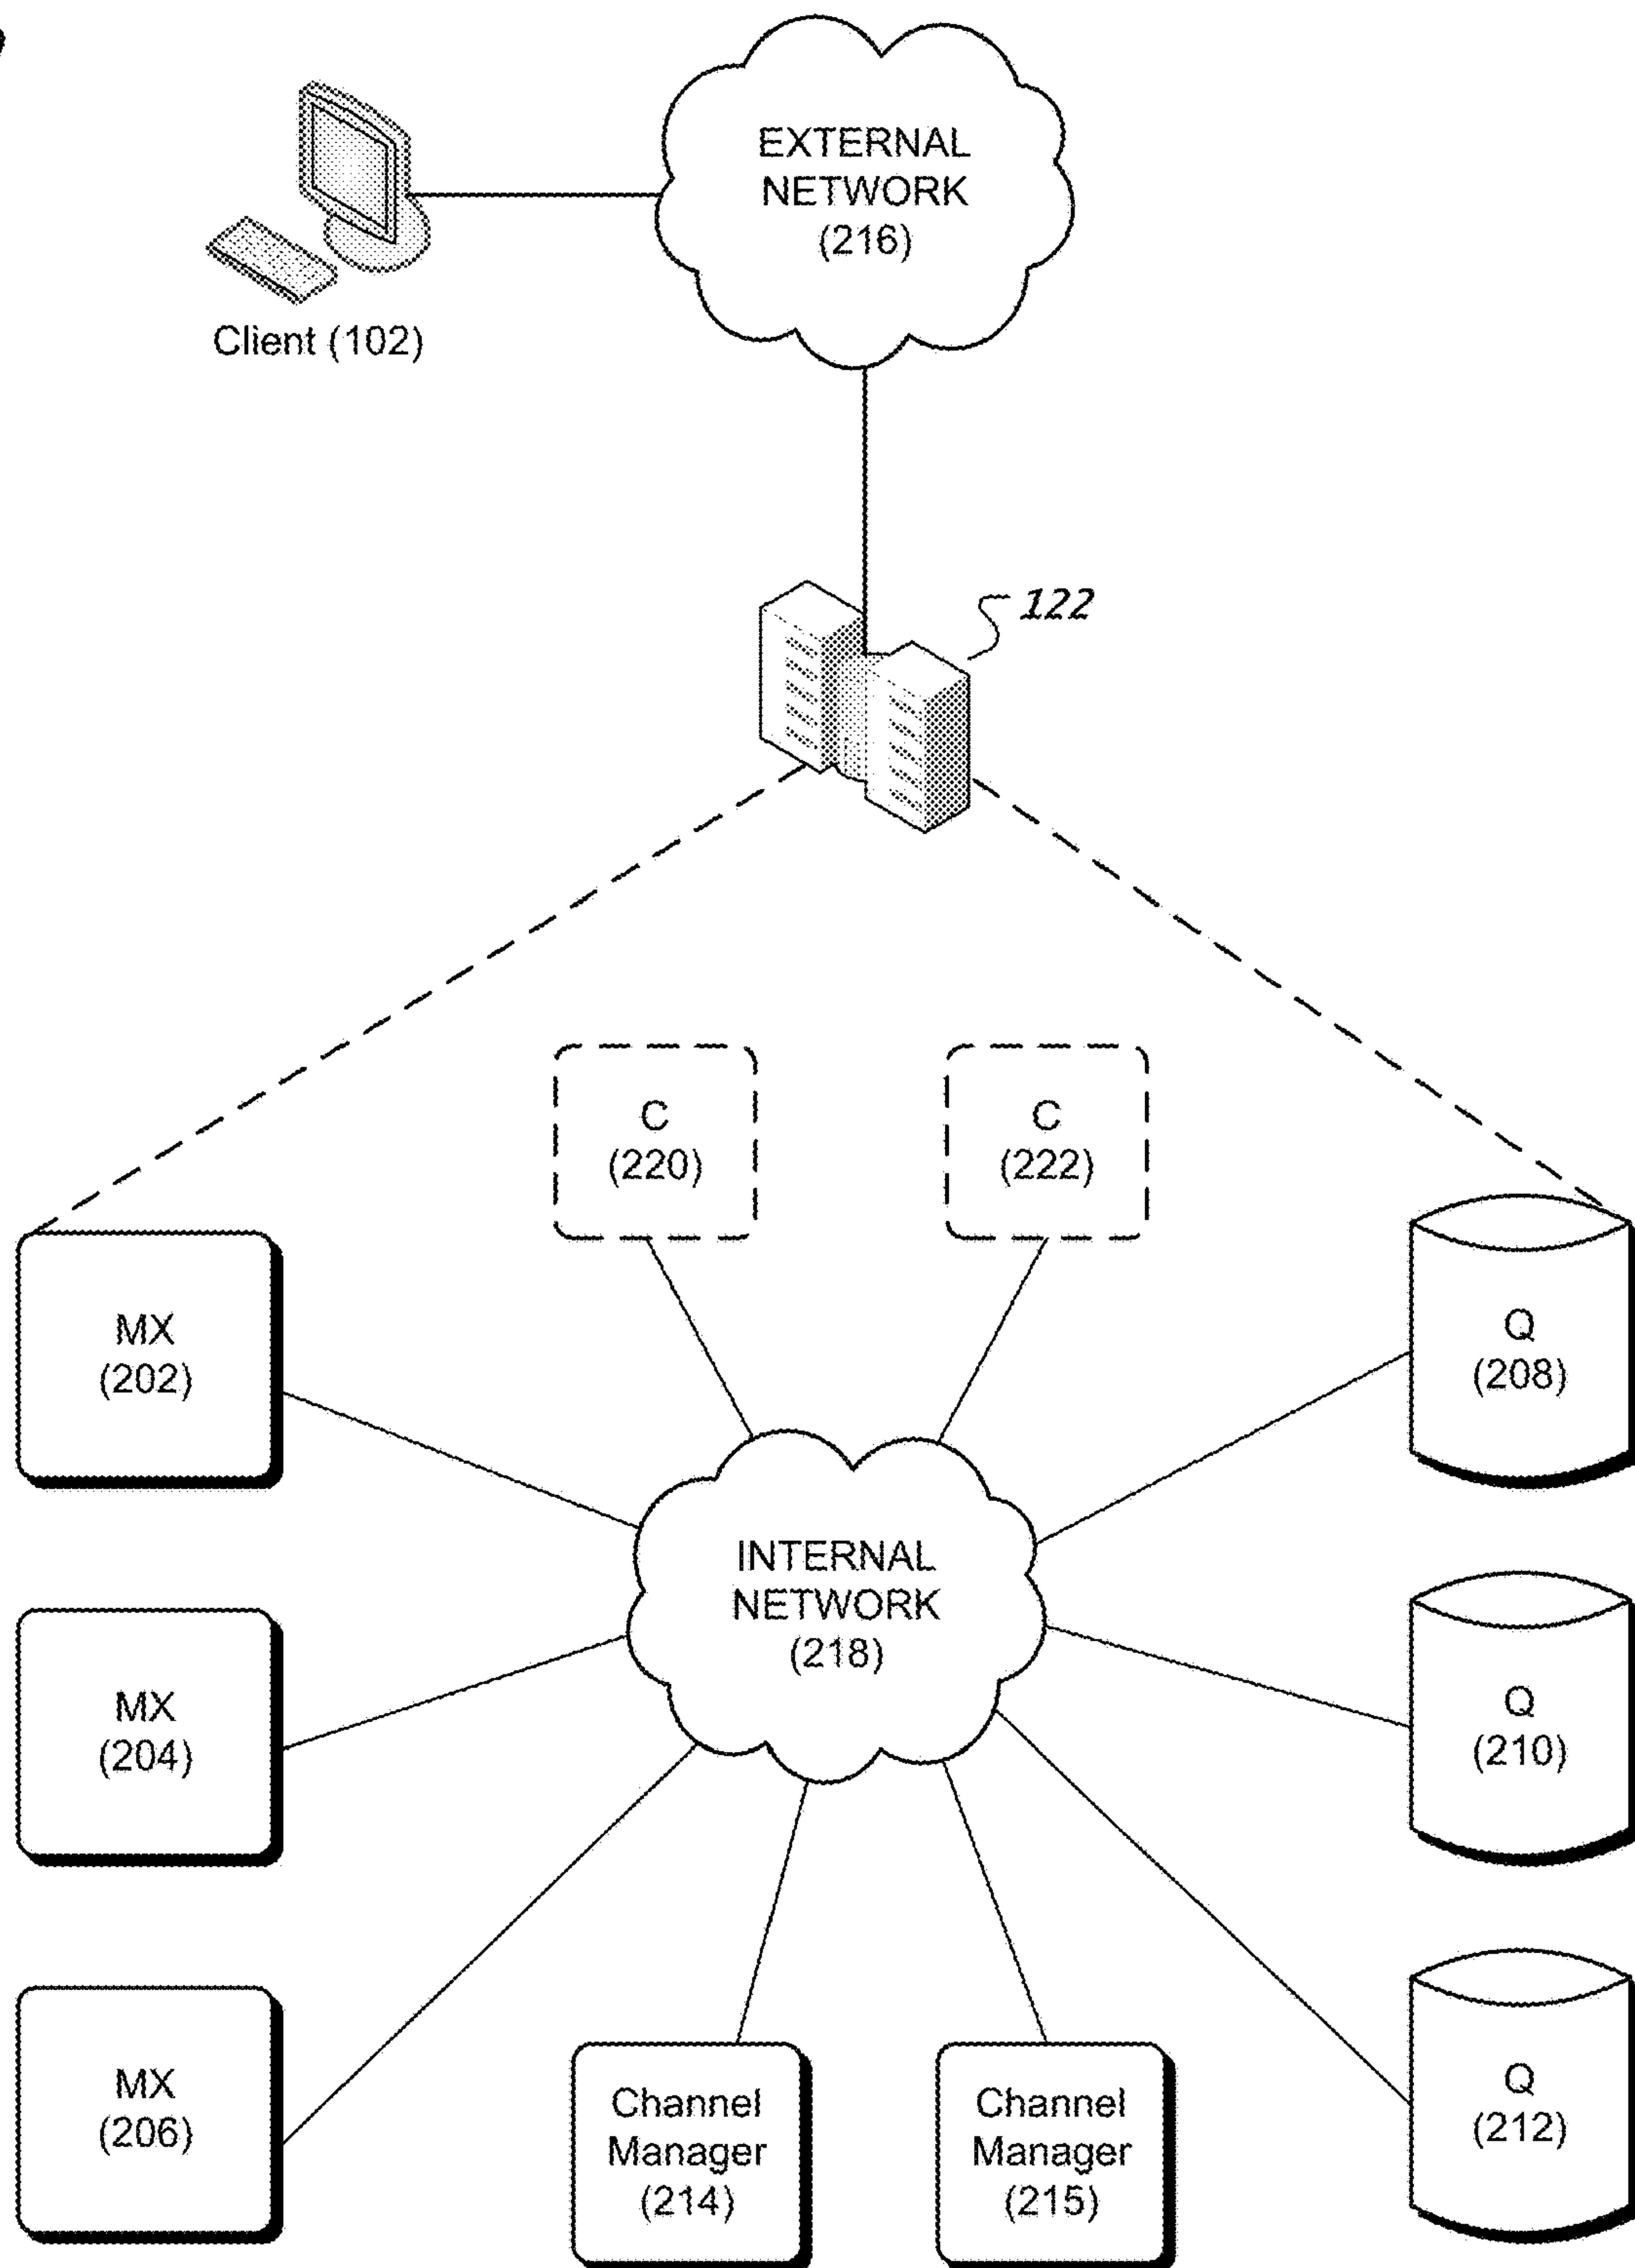 EXTERNAL
NETWORK
(216)
Client (102)
122
C
(220)
C
(222)
MX
(202)
Q
(208)
INTERNAL
NETWORK
(218)
MX
(204)
Q
(210)
MX
(206)
Channel
Manager
(214)
Channel
Manager
(215)
Q
(212)